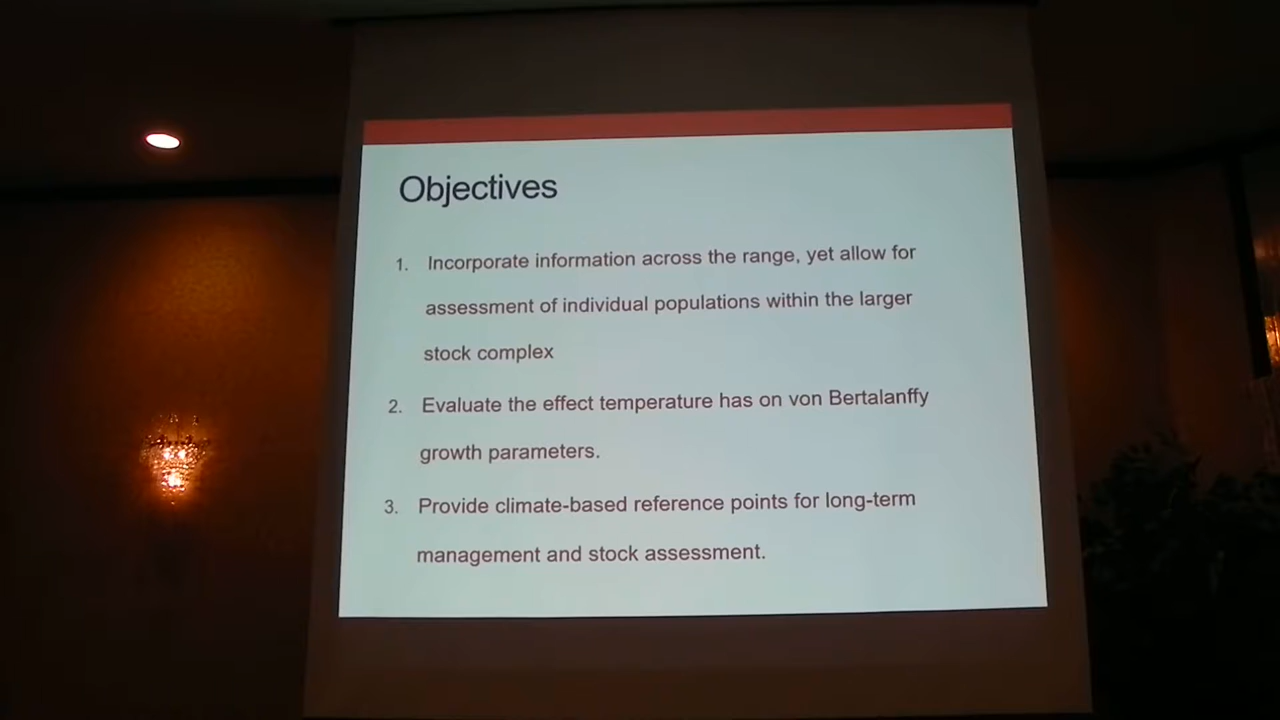 Objectives
1. Incorporate information across the range, yet allow for
assessment of individual populations within the larger
stock complex
2. Evaluate the effect temperature has on von Bertalanffy
growth parameters.
3. Provide climate-based reference points for long-term
management and stock assessment.